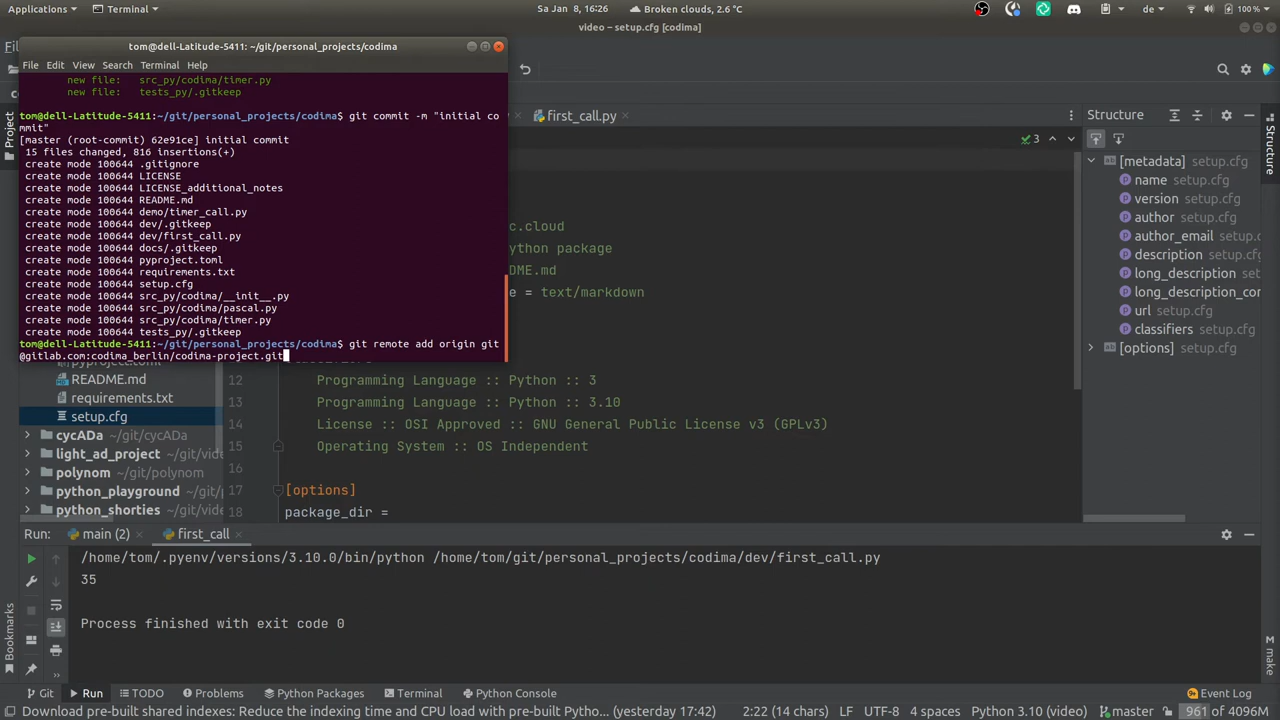 Applications
Terminal
Sa Jan 8, 16:26
Broken clouds, 2.6 °C
de
100 %
video – setup.cfg [codima]
tom@dell-Latitude-5411: ~/git/personal_projects/codima
File Edit View Search Terminal Help
new file: src_py/codima/timer.py
new file: tests_py/.gitkeep
tom@dell-Latitude-5411:~/git/personal_projects/codima$ git commit -m "initial co
mmit"
[master (root-commit) 62e91ce] initial commit
15 files changed, 816 insertions(+)
create mode 100644 .gitignore
create mode 100644 LICENSE
create mode 100644 LICENSE_additional_notes
create mode 100644 README.md
create mode 100644 demo/timer_call.py
create mode 100644 dev/.gitkeep
create mode 100644 dev/first_call.py
create mode 100644 docs/.gitkeep
create mode 100644 pyproject.toml
create mode 100644 requirements.txt
create mode 100644 setup.cfg
create mode 100644 src_py/codima/__init__.py
create mode 100644 src_py/codima/pascal.py
create mode 100644 src_py/codima/timer.py
create mode 100644 tests_py/.gitkeep
tom@dell-Latitude-5411:~/git/personal_projects/codima$ git remote add origin git
@gitlab.com:codima_berlin/codima-project.git
first_call.py
3
c.cloud
ython package
DME.md
e = text/markdown
12 Programming Language :: Python :: 3
13 Programming Language :: Python :: 3.10
14 License :: OSI Approved :: GNU General Public License v3 (GPLv3)
15 Operating System :: OS Independent
16
17 [options]
18 package_dir =
Structure
[metadata] setup.cfg
name setup.cfg
version setup.cfg
author setup.cfg
author_email setup.cfg
description setup.cfg
long_description setup.cfg
long_description_con
url setup.cfg
classifiers setup.cfg
[options] setup.cfg
Project
Structure
README.md
requirements.txt
setup.cfg
cycADa ~/git/cycADa
light_ad_project ~/git/vide
polynom ~/git/polynom
python_playground ~/git/v
python_shorties ~/git/vide
Run: main (2) first_call
/home/tom/.pyenv/versions/3.10.0/bin/python /home/tom/git/personal_projects/codima/dev/first_call.py
35
Process finished with exit code 0
Bookmarks
make
Git Run TODO Problems Python Packages Terminal Python Console
Event Log
Download pre-built shared indexes: Reduce the indexing time and CPU load with pre-built Pytho... (yesterday 17:42)
2:22 (14 chars) LF UTF-8 4 spaces Python 3.10 (video) master 961 of 4096M